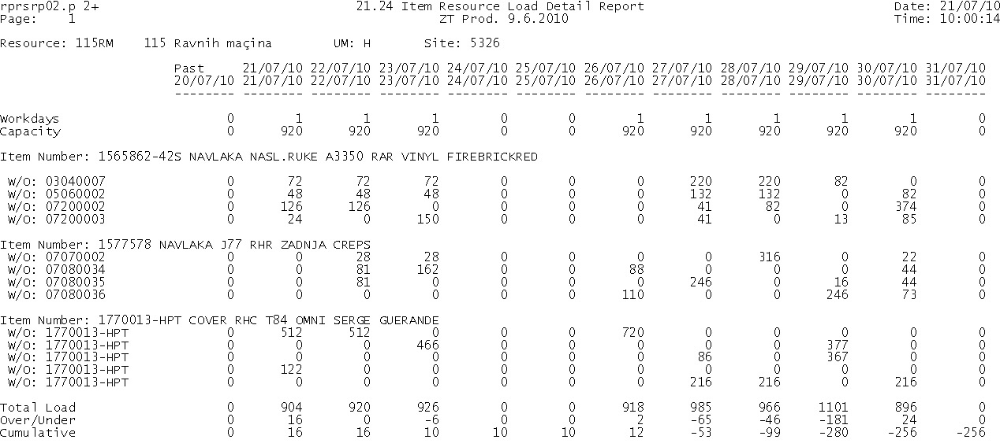 rprsrp02.p 2+ 21.24 Item Resource Load Detail Report Date: 21/07/10
Page: 1 ZT Prod. 9.6.2010 Time: 10:00:14
Resource: 115RM 115 Ravnih maçina UM: H Site: 5326
Past 21/07/10 22/07/10 23/07/10 24/07/10 25/07/10 26/07/10 27/07/10 28/07/10 29/07/10 30/07/10 31/07/10
20/07/10 21/07/10 22/07/10 23/07/10 24/07/10 25/07/10 26/07/10 27/07/10 28/07/10 29/07/10 30/07/10 31/07/10
-------- -------- -------- -------- -------- -------- -------- -------- -------- -------- -------- --------
Workdays 0 1 1 1 0 0 1 1 1 1 1 0
Capacity 0 920 920 920 0 0 920 920 920 920 920 0
Item Number: 1565862-42S NAVLAKA NASL.RUKE A3350 RAR VINYL FIREBRICKRED
W/O: 03040007 0 72 72 72 0 0 0 220 220 82 0 0
W/O: 05060002 0 48 48 48 0 0 0 132 132 0 82 0
W/O: 07200002 0 126 126 0 0 0 0 41 82 0 374 0
W/O: 07200003 0 24 0 150 0 0 0 41 0 13 85 0
Item Number: 1577578 NAVLAKA J77 RHR ZADNJA CREPS
W/O: 07070002 0 0 28 28 0 0 0 0 316 0 22 0
W/O: 07080034 0 0 81 162 0 0 88 0 0 0 44 0
W/O: 07080035 0 0 81 0 0 0 0 246 0 16 44 0
W/O: 07080036 0 0 0 0 0 0 110 0 0 246 73 0
Item Number: 1770013-HPT COVER RHC T84 OMNI SERGE GUERANDE
W/O: 1770013-HPT 0 512 512 0 0 0 720 0 0 0 0 0
W/O: 1770013-HPT 0 0 0 466 0 0 0 0 0 377 0 0
W/O: 1770013-HPT 0 0 0 0 0 0 0 86 0 367 0 0
W/O: 1770013-HPT 0 122 0 0 0 0 0 0 0 0 0 0
W/O: 1770013-HPT 0 0 0 0 0 0 0 216 216 0 216 0
Total Load 0 904 920 926 0 0 918 985 966 1101 896 0
Over/Under 0 16 0 -6 0 0 2 -65 -46 -181 24 0
Cumulative 0 16 16 10 10 10 12 -53 -99 -280 -256 -256